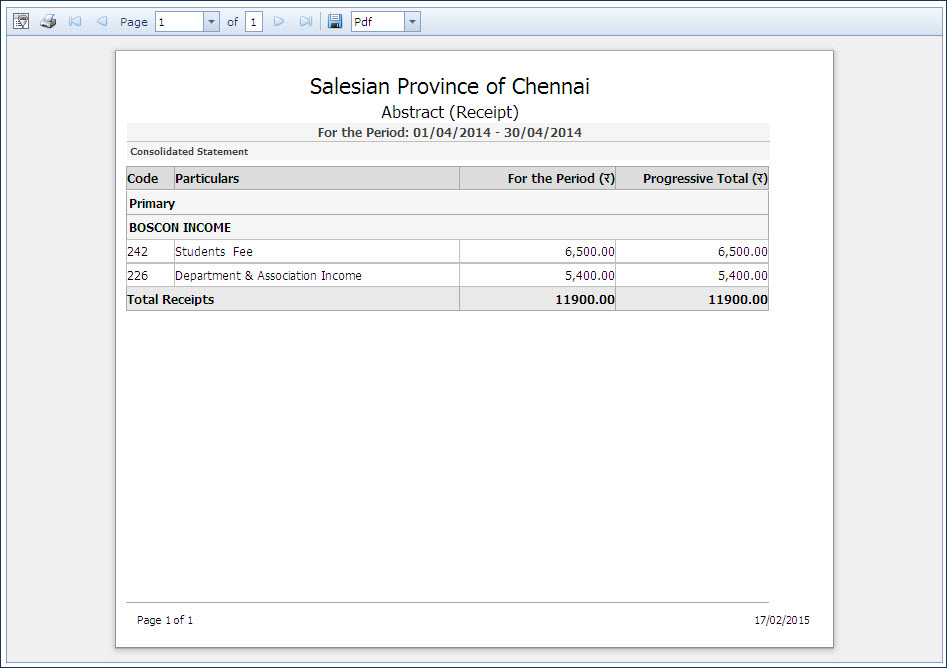 Page 1 of 1 Pdf
Salesian Province of Chennai
Abstract (Receipt)
For the Period: 01/04/2014 - 30/04/2014
Consolidated Statement
Code Particulars For the Period (₹) Progressive Total (₹)
Primary
BOSCON INCOME
242 Students Fee 6,500.00 6,500.00
226 Department & Association Income 5,400.00 5,400.00
Total Receipts 11900.00 11900.00
Page 1 of 1 17/02/2015